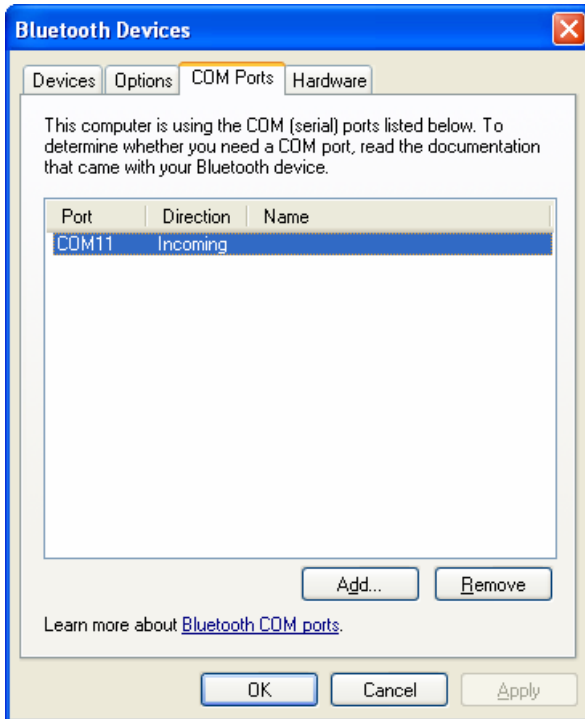 Bluetooth Devices
Devices Options COM Ports Hardware
This computer is using the COM (serial) ports listed below. To
determine whether you need a COM port, read the documentation
that came with your Bluetooth device.
Port Direction Name
COM11 Incoming
Add... Remove
Learn more about Bluetooth COM ports.
OK Cancel Apply